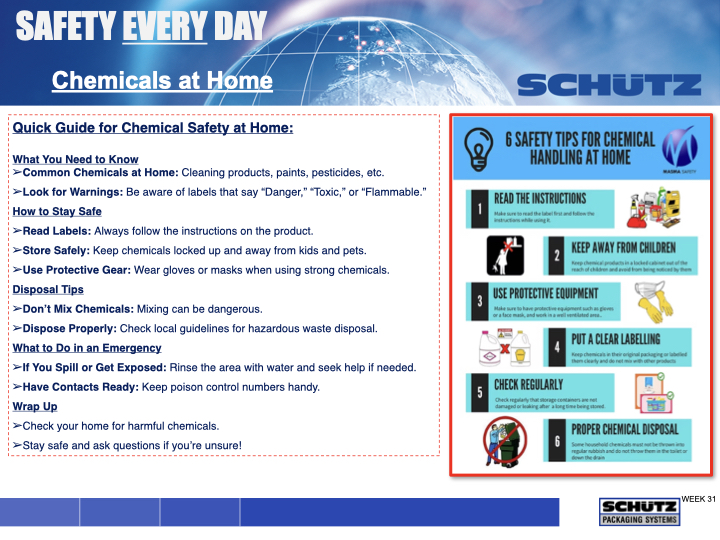 SAFETY EVERY DAY
Chemicals at Home
SCHÜTZ
Quick Guide for Chemical Safety at Home:
What You Need to Know
➢Common Chemicals at Home: Cleaning products, paints, pesticides, etc.
➢Look for Warnings: Be aware of labels that say “Danger,” “Toxic,” or “Flammable.”
How to Stay Safe
➢Read Labels: Always follow the instructions on the product.
➢Store Safely: Keep chemicals locked up and away from kids and pets.
➢Use Protective Gear: Wear gloves or masks when using strong chemicals.
Disposal Tips
➢Don’t Mix Chemicals: Mixing can be dangerous.
➢Dispose Properly: Check local guidelines for hazardous waste disposal.
What to Do in an Emergency
➢If You Spill or Get Exposed: Rinse the area with water and seek help if needed.
➢Have Contacts Ready: Keep poison control numbers handy.
Wrap Up
➢Check your home for harmful chemicals.
➢Stay safe and ask questions if you’re unsure!
6 SAFETY TIPS FOR CHEMICAL
HANDLING AT HOME
MAGMA SAFETY
1
READ THE INSTRUCTIONS
Make sure to read the label first and follow the
instructions while using it
2
KEEP AWAY FROM CHILDREN
Keep chemical products in a locked cabinet out of the
reach of children and avoid from being noticed by them
3
USE PROTECTIVE EQUIPMENT
Make sure to have protective equipment such as gloves
or a face mask, and work in a well ventilated area..
4
PUT A CLEAR LABELLING
Keep chemicals in their original packaging or labelled
them clearly and do not mix with other products
5
CHECK REGULARLY
Check regularly that storage containers are not
damaged or leaking after a long time being stored.
6
PROPER CHEMICAL DISPOSAL
Some household chemicals must not be thrown into
regular rubbish and do not throw them in the toilet or
down the drain
SCHÜTZ
PACKAGING SYSTEMS
WEEK 31